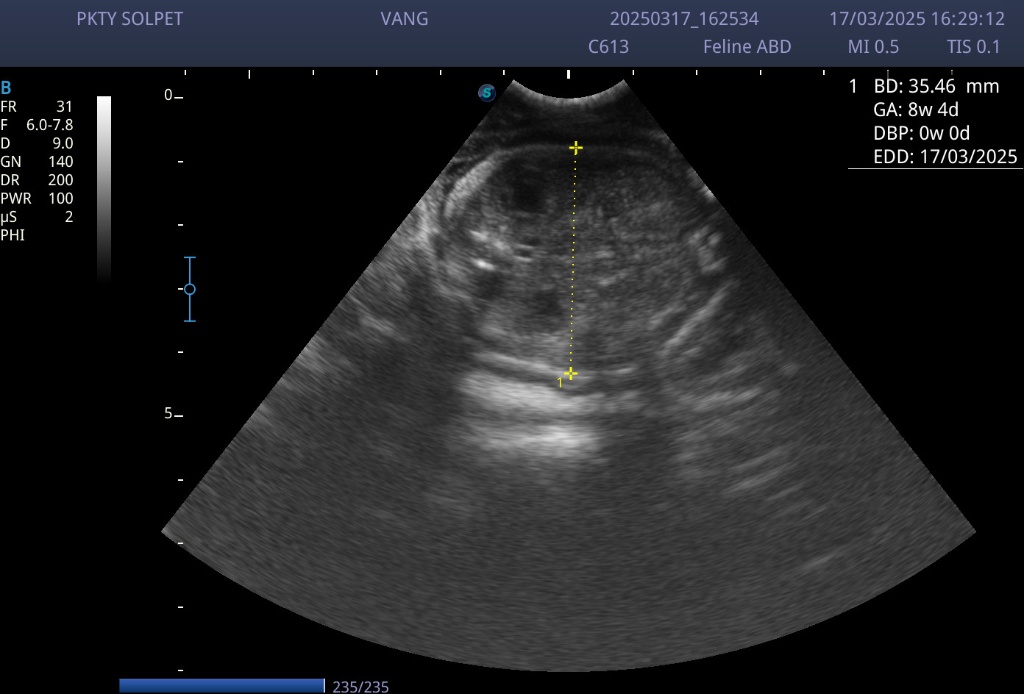 PKTY SOLPET VANG 20250317_162534 17/03/2025 16:29:12
C613 Feline ABD MI 0.5 TIS 0.1
B
FR 31
F 6.0-7.8
D 9.0
GN 140
DR 200
PWR 100
µS 2
PHI
1 BD: 35.46 mm
GA: 8w 4d
DBP: 0w 0d
EDD: 17/03/2025
0
S
5
1
235/235